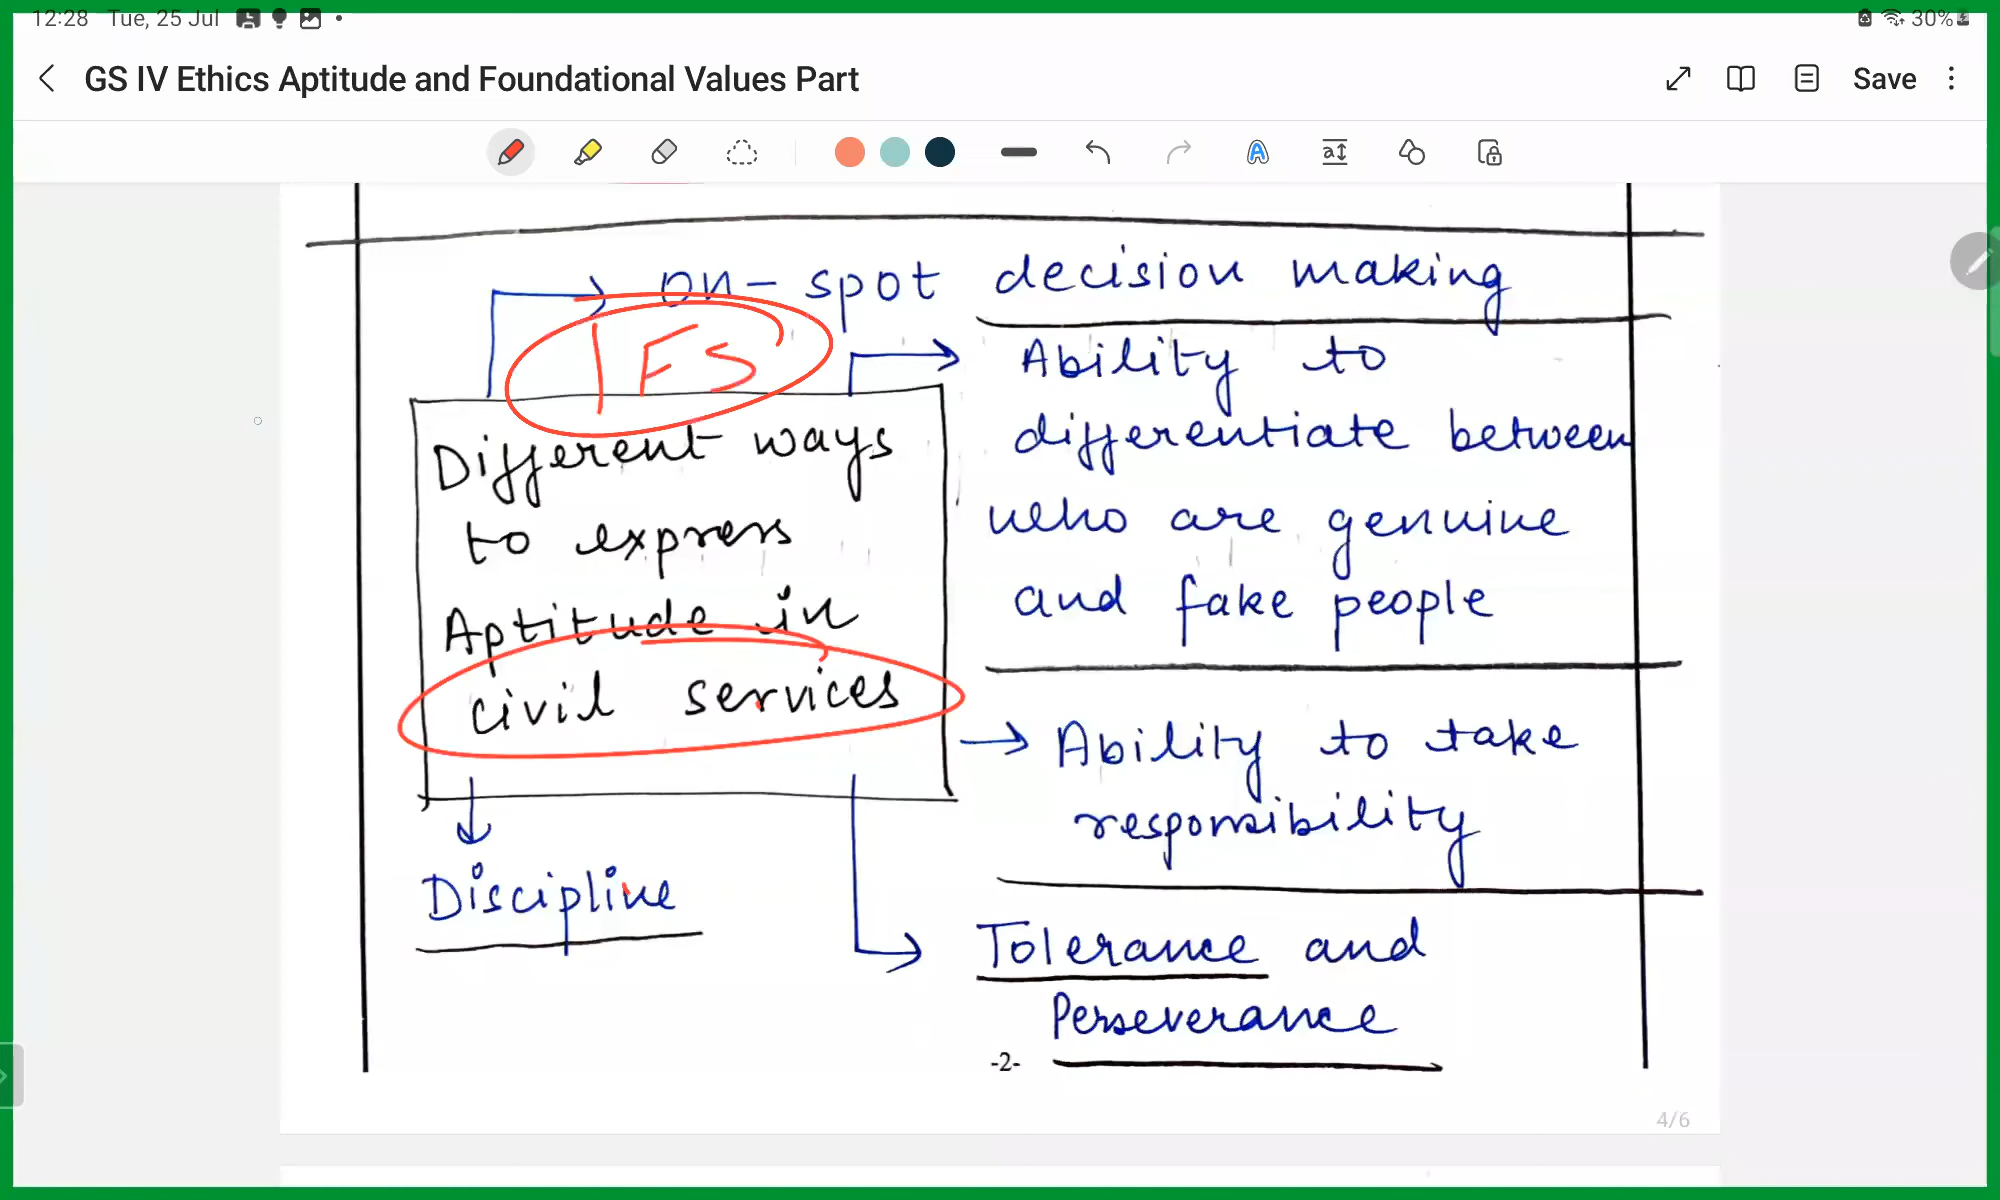 12:28 Tue, 25 Jul
30%
GS IV Ethics Aptitude and Foundational Values Part
Save
on-spot decision making
IFS
Ability to
differentiate between
who are genuine
and fake people
Different ways
to express
Aptitude in
civil services
Ability to take
responsibility
Discipline
Tolerance and
Perseverance
-2-
4/6